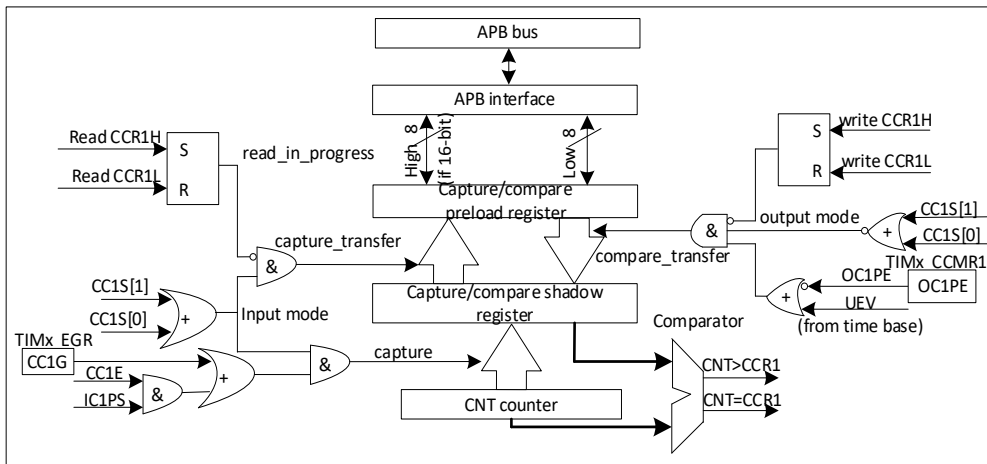 APB bus
APB interface
High 8
(if 16-bit)
Low 8
Read CCR1H
Read CCR1L
S
R
read_in_progress
write CCR1H
write CCR1L
S
R
Capture/compare
preload register
capture_transfer
&
compare_transfer
&
output mode
+
CC1S[1]
CC1S[0]
TIMx_CCMR1
OC1PE
OC1PE
UEV
(from time base)
+
CC1S[1]
CC1S[0]
+
Input mode
Capture/compare shadow
register
Comparator
TIMx_EGR
CC1G
CC1E
IC1PS
&
+
&
capture
CNT counter
CNT>CCR1
CNT=CCR1